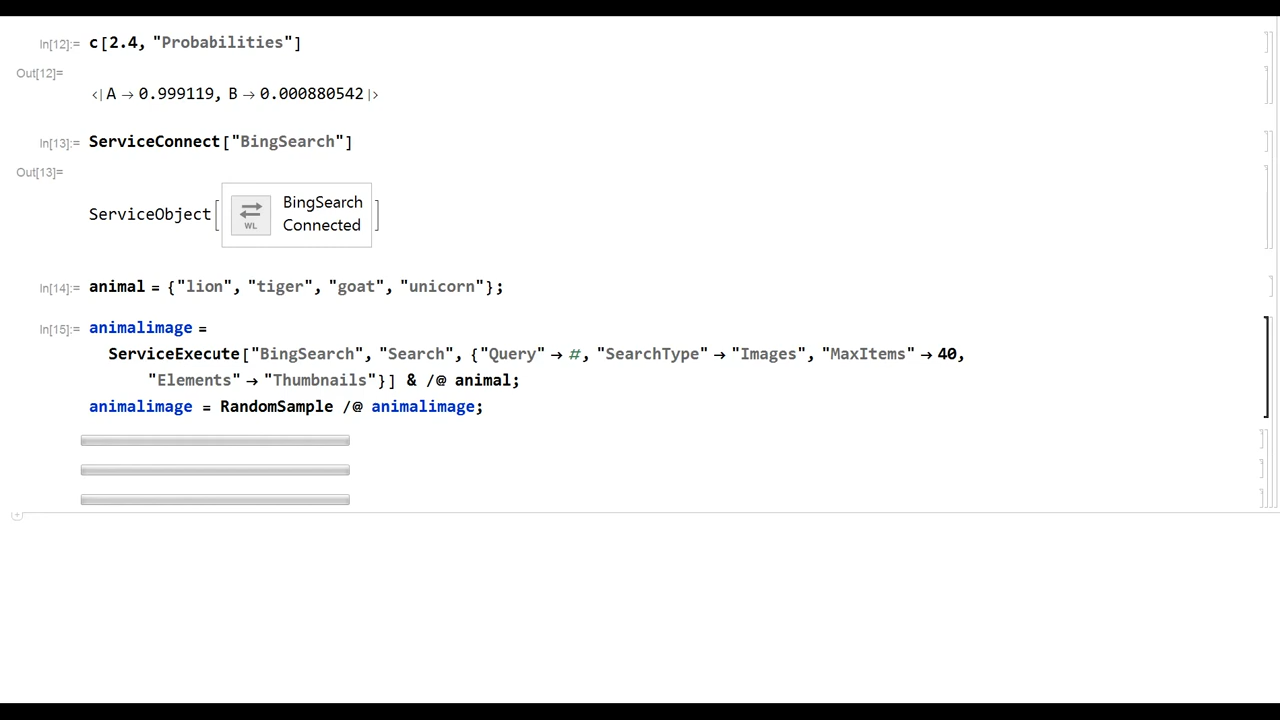 In[12]:= c[2.4, "Probabilities"]
Out[12]=
<|A → 0.999119, B → 0.000880542|>
In[13]:= ServiceConnect["BingSearch"]
Out[13]=
ServiceObject[ WL BingSearch
Connected ]
In[14]:= animal = {"lion", "tiger", "goat", "unicorn"};
In[15]:= animalimage =
ServiceExecute["BingSearch", "Search", {"Query" → #, "SearchType" → "Images", "MaxItems" → 40,
"Elements" → "Thumbnails"}] & /@ animal;
animalimage = RandomSample /@ animalimage;